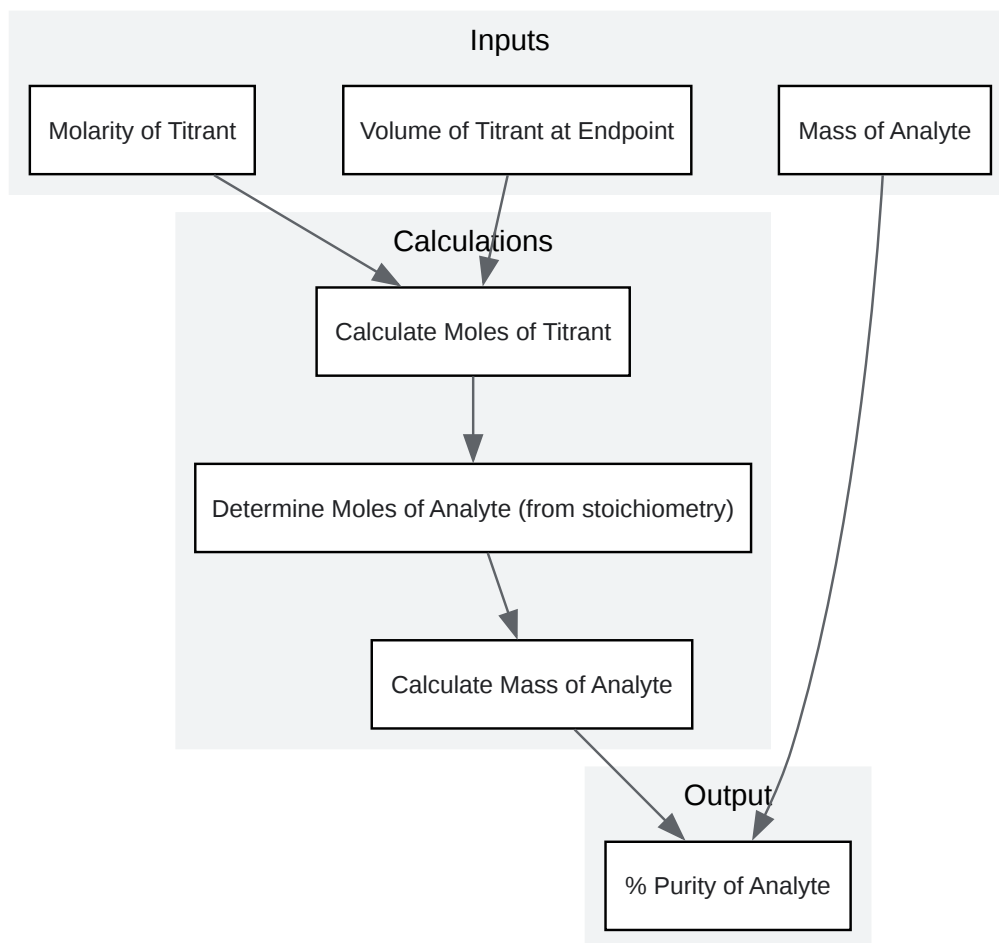 Inputs
Molarity of Titrant
Volume of Titrant at Endpoint
Mass of Analyte
Calculations
Calculate Moles of Titrant
Determine Moles of Analyte (from stoichiometry)
Calculate Mass of Analyte
Output
% Purity of Analyte